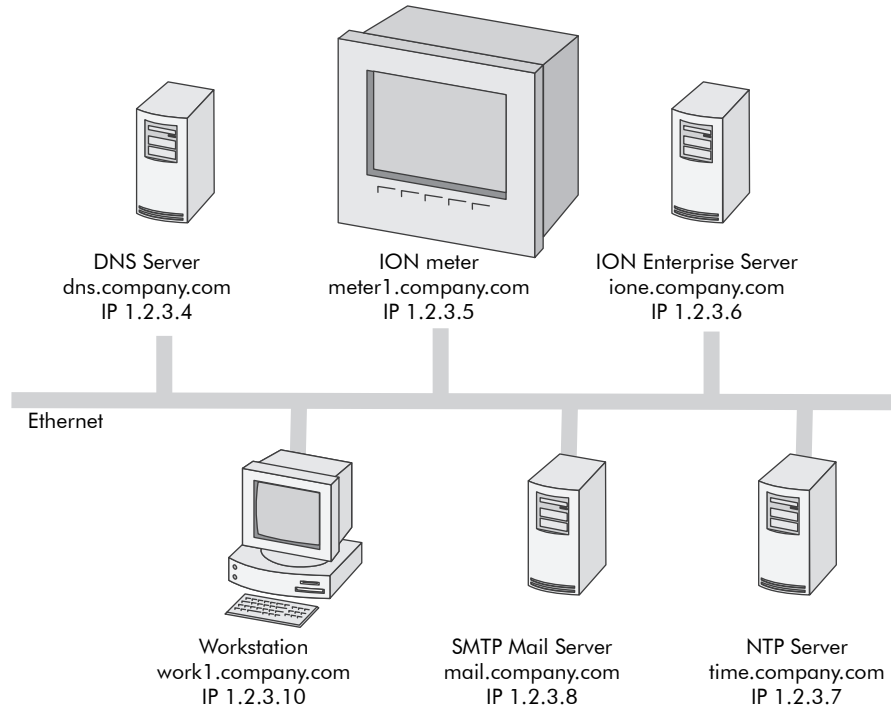 DNS Server
dns.company.com
IP 1.2.3.4
ION meter
meter1.company.com
IP 1.2.3.5
ION Enterprise Server
ione.company.com
IP 1.2.3.6
Ethernet
Workstation
work1.company.com
IP 1.2.3.10
SMTP Mail Server
mail.company.com
IP 1.2.3.8
NTP Server
time.company.com
IP 1.2.3.7